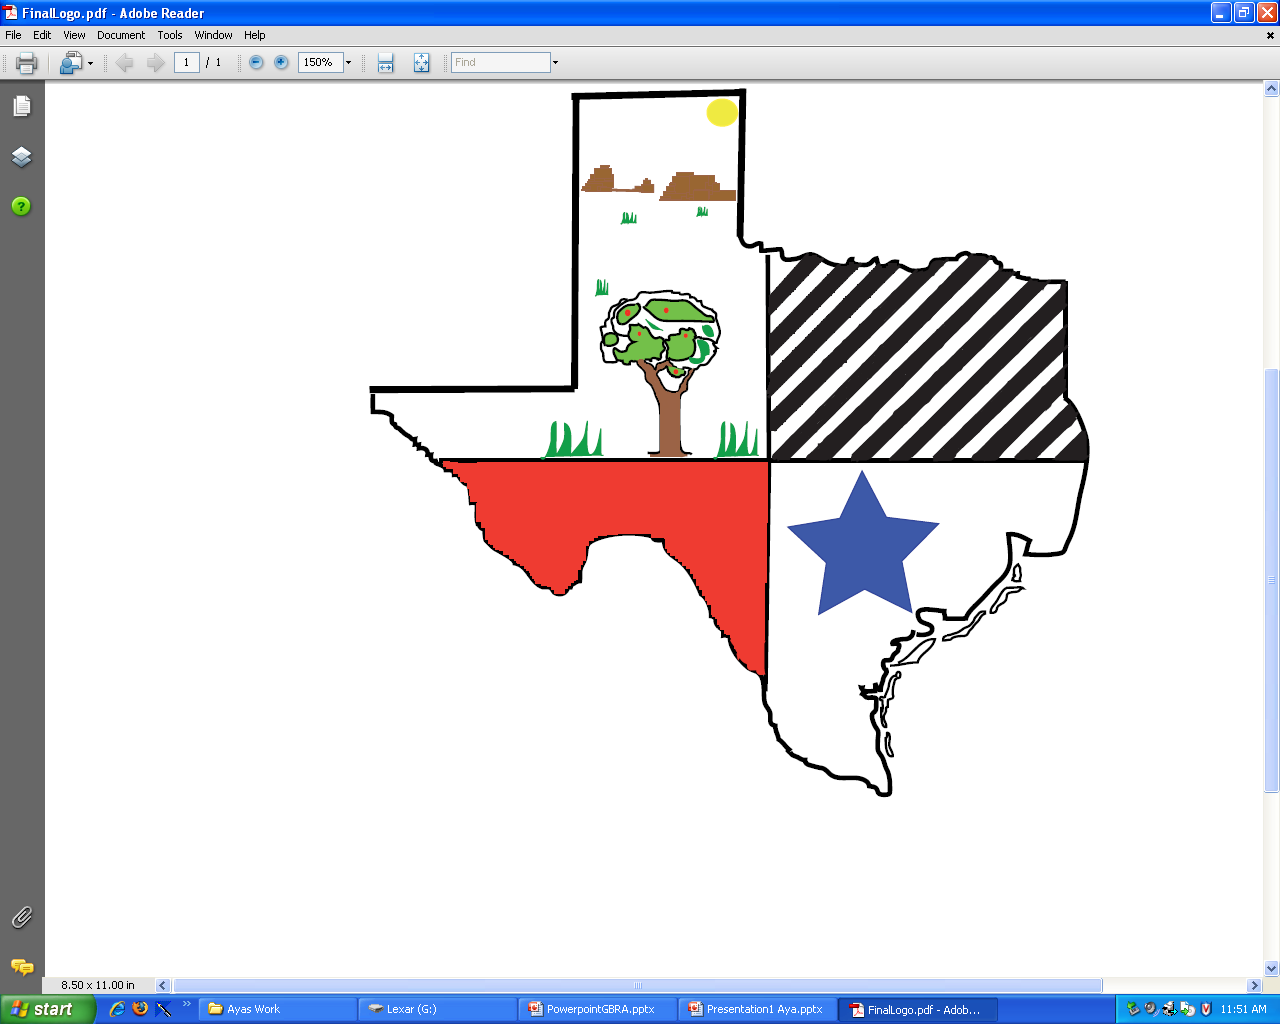 FinalLogo.pdf - Adobe Reader
File Edit View Document Tools Window Help
1 / 1 150% Find
8.50 x 11.00 in
start Ayas Work Lexar (G:) PowerpointGBRA.pptx Presentation1 Aya.pptx FinalLogo.pdf - Adob... 11:51 AM